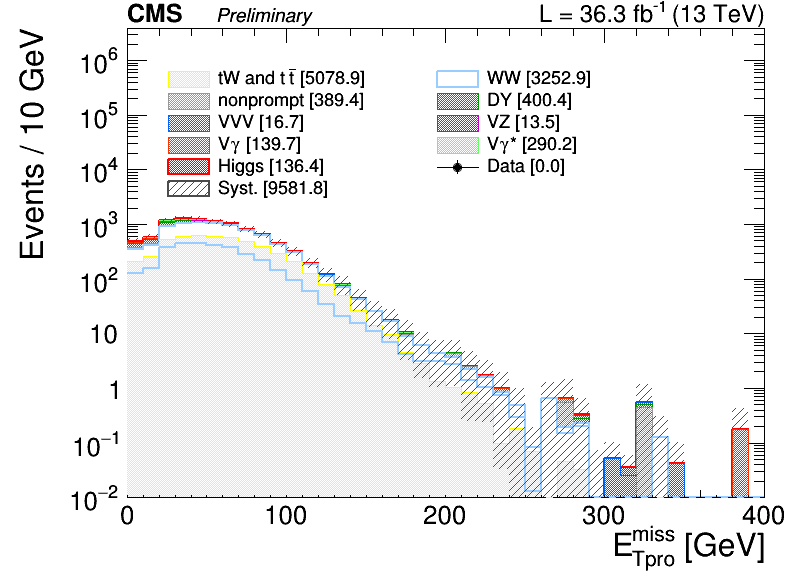 CMS Preliminary L = 36.3 fb⁻¹ (13 TeV)
Events / 10 GeV
10⁶
10⁵
10⁴
10³
10²
10
1
10⁻¹
10⁻²
tW and tt̄ [5078.9]
nonprompt [389.4]
VVV [16.7]
Vγ [139.7]
Higgs [136.4]
Syst. [9581.8]
WW [3252.9]
DY [400.4]
VZ [13.5]
Vγ* [290.2]
Data [0.0]
0 100 200 300 400
E_Tpro^miss [GeV]